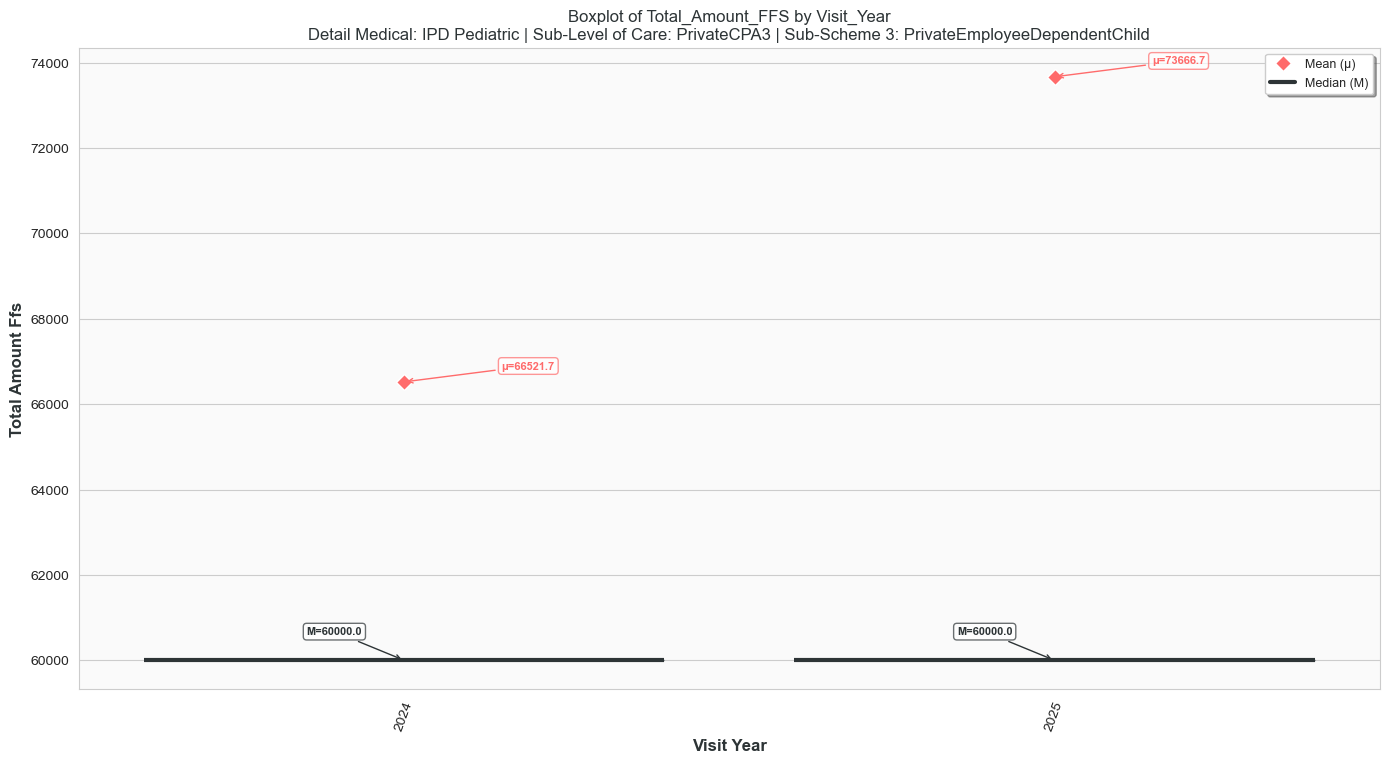 Boxplot of Total_Amount_FFS by Visit_Year
Detail Medical: IPD Pediatric | Sub-Level of Care: PrivateCPA3 | Sub-Scheme 3: PrivateEmployeeDependentChild
Mean (μ)
Median (M)
μ=73666.7
μ=66521.7
M=60000.0
M=60000.0
Total Amount Ffs
74000
72000
70000
68000
66000
64000
62000
60000
2024
2025
Visit Year